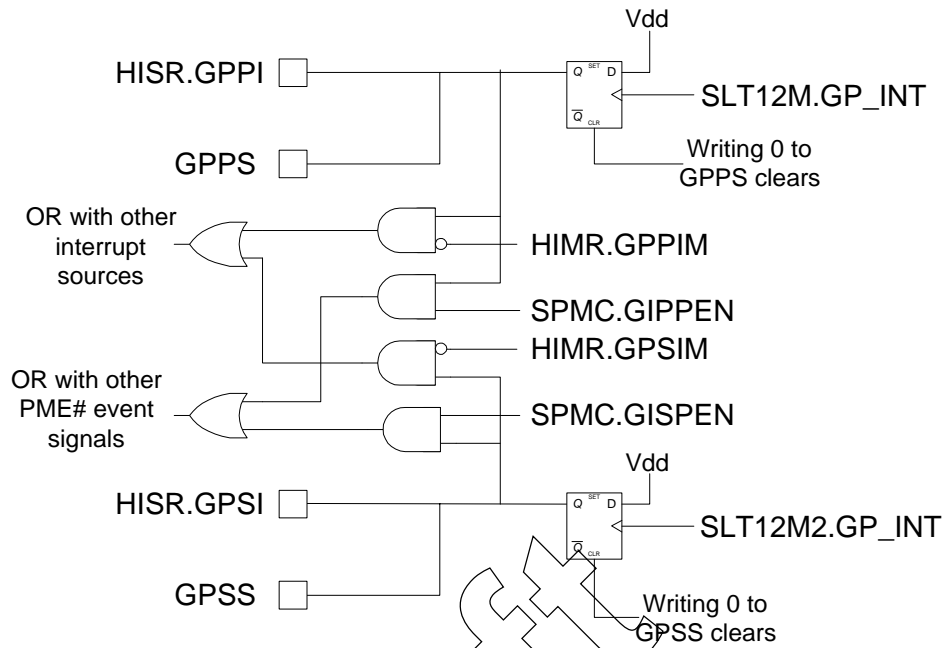 Vdd
HISR.GPPI
Q SET D
SLT12M.GP_INT
Q CLR
Writing 0 to
GPPS clears
GPPS
OR with other
interrupt
sources
HIMR.GPPIM
SPMC.GIPPEN
HIMR.GPSIM
OR with other
PME# event
signals
SPMC.GISPEN
Vdd
HISR.GPSI
Q SET D
SLT12M2.GP_INT
Q CLR
GPSS
Writing 0 to
GPSS clears
ft